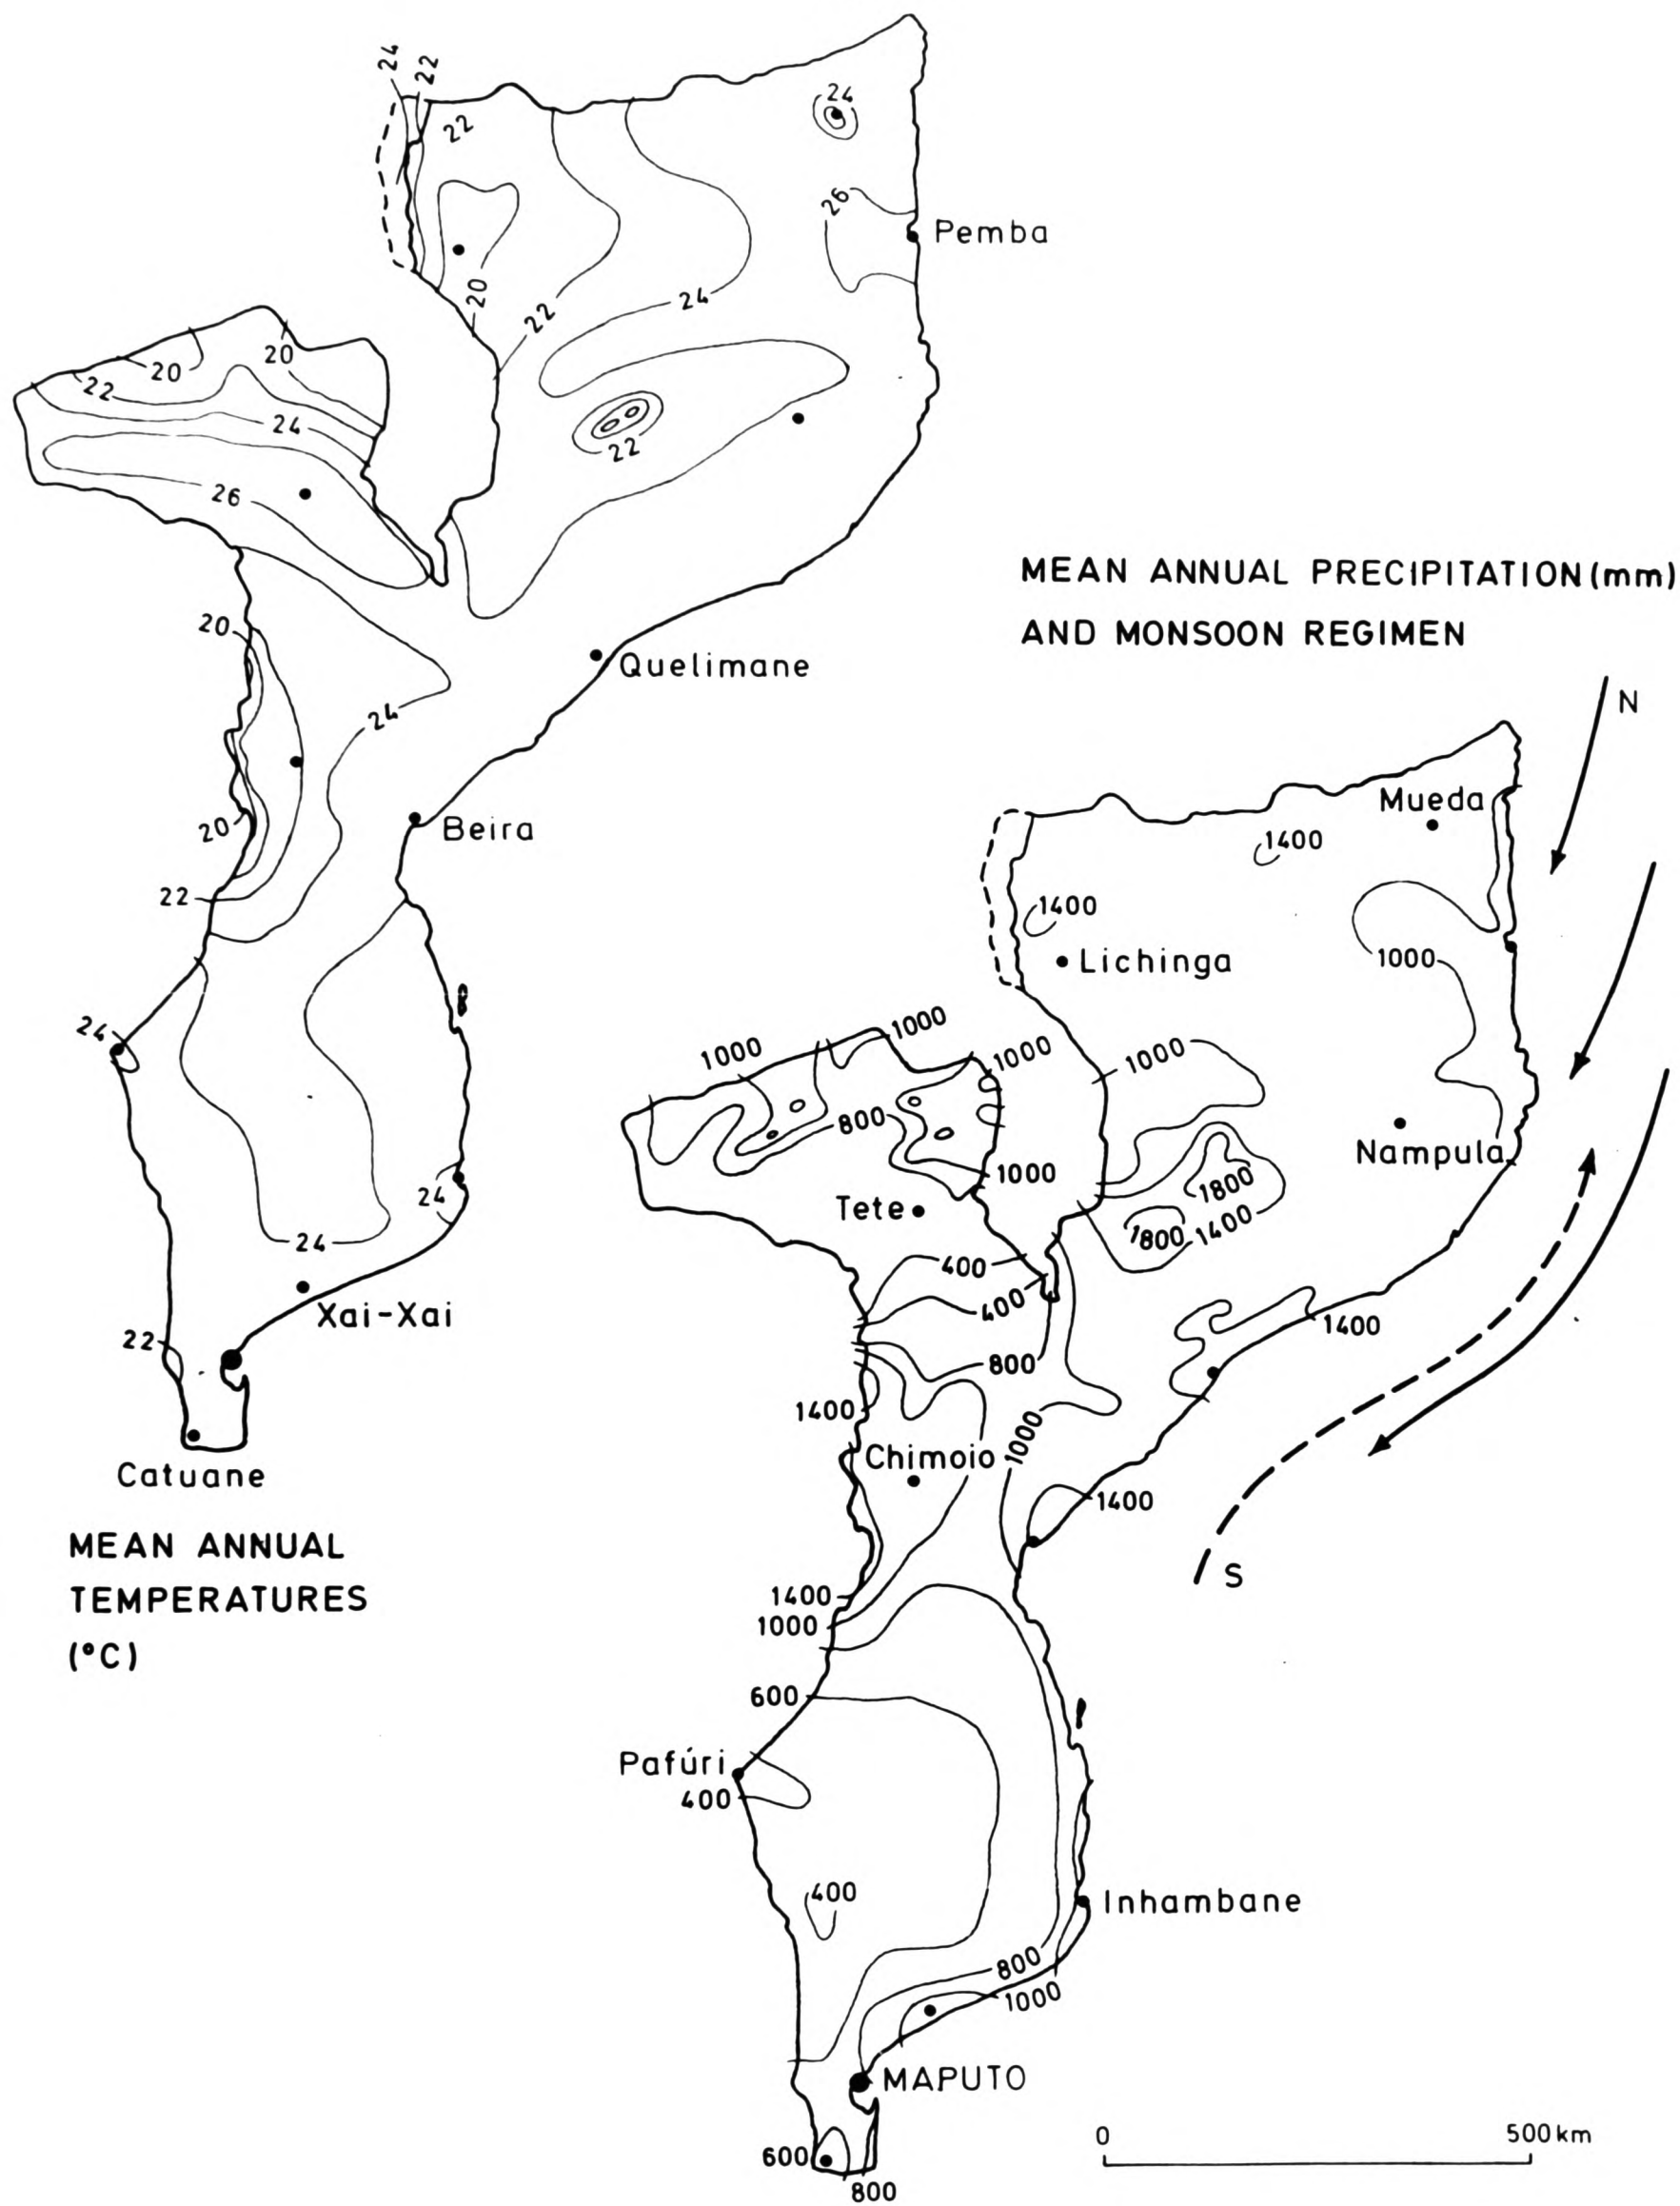 24
22
22
24
26
Pemba
20
22
24
20
20
22
24
22
26
MEAN ANNUAL PRECIPITATION (mm)
AND MONSOON REGIMEN
20
Quelimane
N
24
20
Beira
Mueda
1400
22
1400
1000
Lichinga
24
1000
1000
1000
1000
800
Nampula
24
1000
1800
Tete
24
1800
1400
400
Xai-Xai
400
1400
22
800
1400
1000
Chimoio
Catuane
1400
MEAN ANNUAL
TEMPERATURES
(°C)
S
1400
1000
600
Pafúri
400
400
Inhambane
800
1000
MAPUTO
0 500 km
600
800